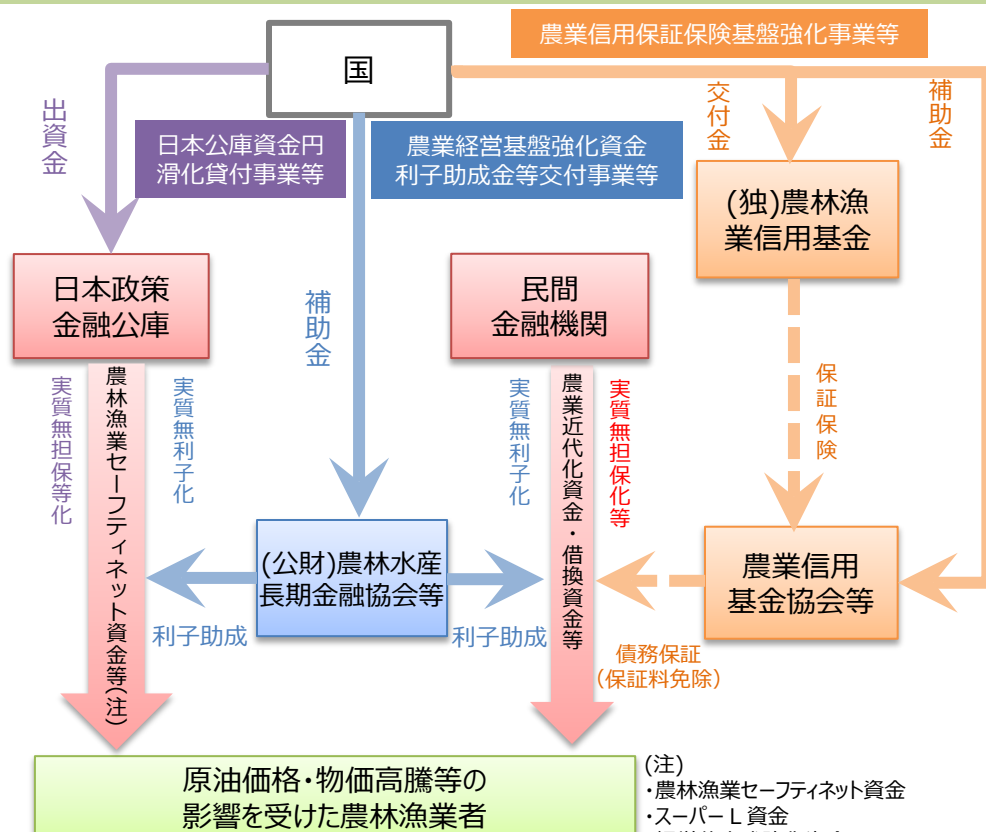 農業信用保証保険基盤強化事業等
国
出資金
日本公庫資金円
滑化貸付事業等
農業経営基盤強化資金
利子助成金等交付事業等
交付金
補助金
(独)農林漁
業信用基金
日本政策
金融公庫
補助金
民間
金融機関
実質無担保等化
農林漁業セーフティネット資金等(注)
実質無利子化
実質無利子化
農業近代化資金・借換資金等
実質無担保化等
保証保険
(公財)農林水産
長期金融協会等
農業信用
基金協会等
利子助成
利子助成
債務保証
(保証料免除)
原油価格・物価高騰等の
影響を受けた農林漁業者
(注)
・農林漁業セーフティネット資金
・スーパーL資金